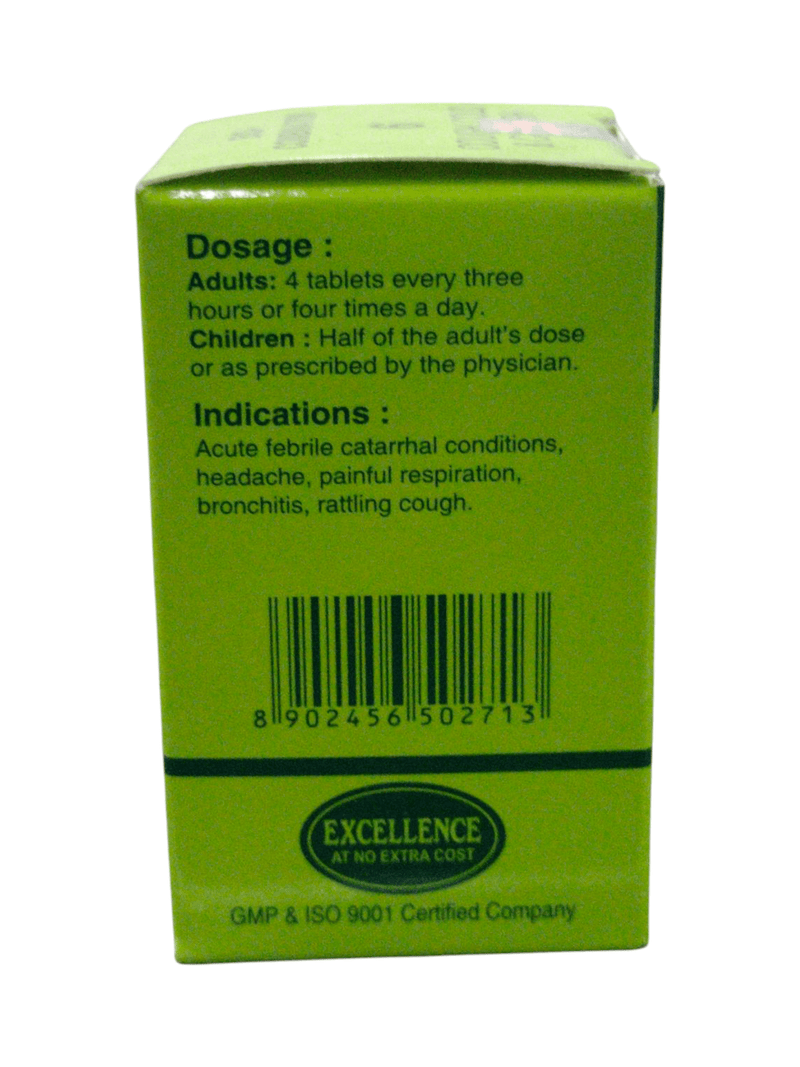 Dosage :
Adults: 4 tablets every three
hours or four times a day.
Children : Half of the adult's dose
or as prescribed by the physician.
Indications :
Acute febrile catarrhal conditions,
headache, painful respiration,
bronchitis, rattling cough.
8 902456 502713
EXCELLENCE
AT NO EXTRA COST
GMP & ISO 9001 Certified Company